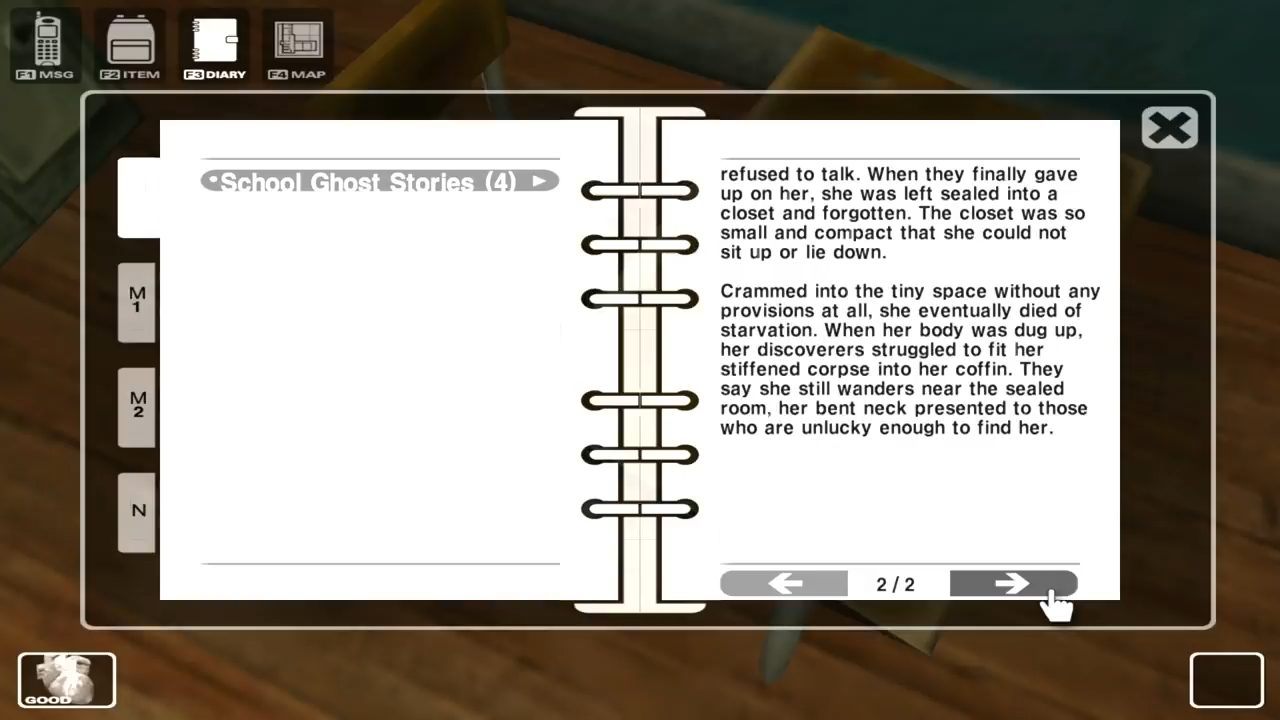 F1 MSG
F2 ITEM
F3 DIARY
F4 MAP
•School Ghost Stories (4)
M
1
M
2
N
refused to talk. When they finally gave
up on her, she was left sealed into a
closet and forgotten. The closet was so
small and compact that she could not
sit up or lie down.
Crammed into the tiny space without any
provisions at all, she eventually died of
starvation. When her body was dug up,
her discoverers struggled to fit her
stiffened corpse into her coffin. They
say she still wanders near the sealed
room, her bent neck presented to those
who are unlucky enough to find her.
2 / 2
GOOD